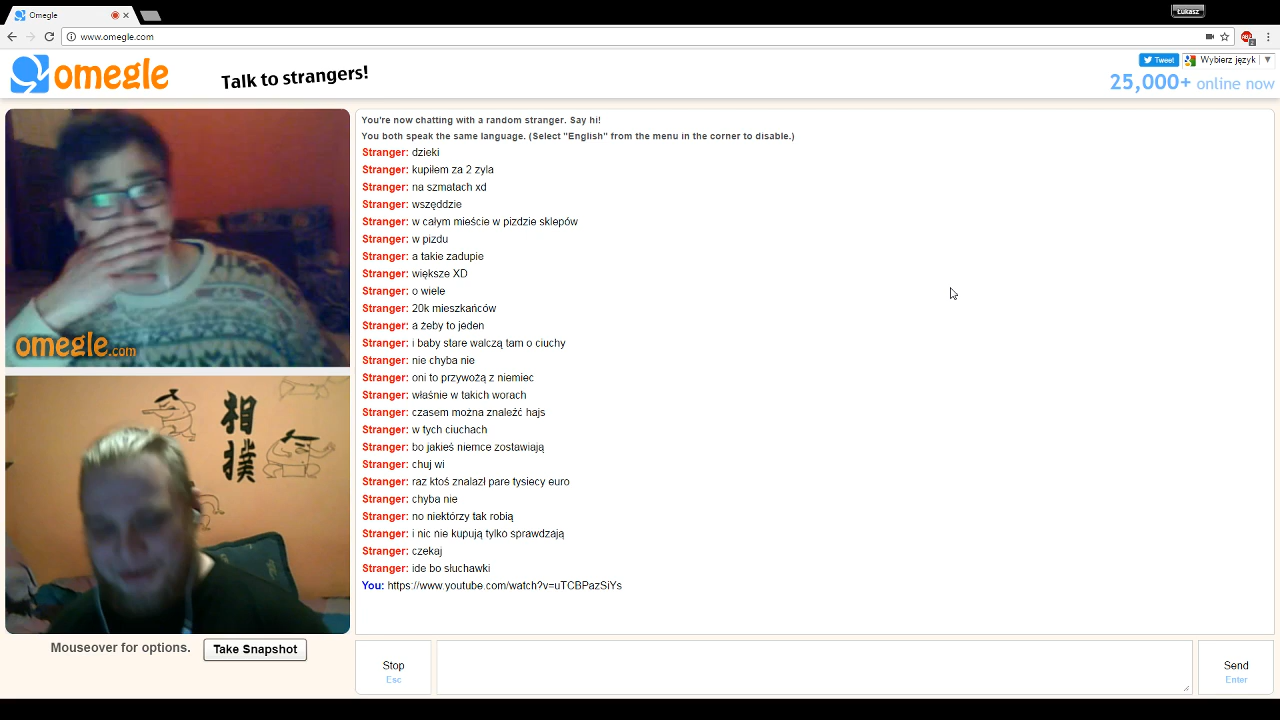 Omegle
Łukasz
www.omegle.com
omegle
Talk to strangers!
Tweet
Wybierz język
25,000+ online now
You're now chatting with a random stranger. Say hi!
You both speak the same language. (Select "English" from the menu in the corner to disable.)
Stranger: dzieki
Stranger: kupiłem za 2 zyla
Stranger: na szmatach xd
Stranger: wszęddzie
Stranger: w całym mieście w pizdzie sklepów
Stranger: w pizdu
Stranger: a takie zadupie
Stranger: większe XD
Stranger: o wiele
Stranger: 20k mieszkańców
Stranger: a żeby to jeden
Stranger: i baby stare walczą tam o ciuchy
Stranger: nie chyba nie
Stranger: oni to przywożą z niemiec
Stranger: właśnie w takich worach
Stranger: czasem można znaleźć hajs
Stranger: w tych ciuchach
Stranger: bo jakieś niemce zostawiają
Stranger: chuj wi
Stranger: raz ktoś znalazł pare tysiecy euro
Stranger: chyba nie
Stranger: no niektórzy tak robią
Stranger: i nic nie kupują tylko sprawdzają
Stranger: czekaj
Stranger: ide bo słuchawki
You: https://www.youtube.com/watch?v=uTCBPazSiYs
omegle.com
相
撲
Mouseover for options.
Take Snapshot
Stop
Esc
Send
Enter